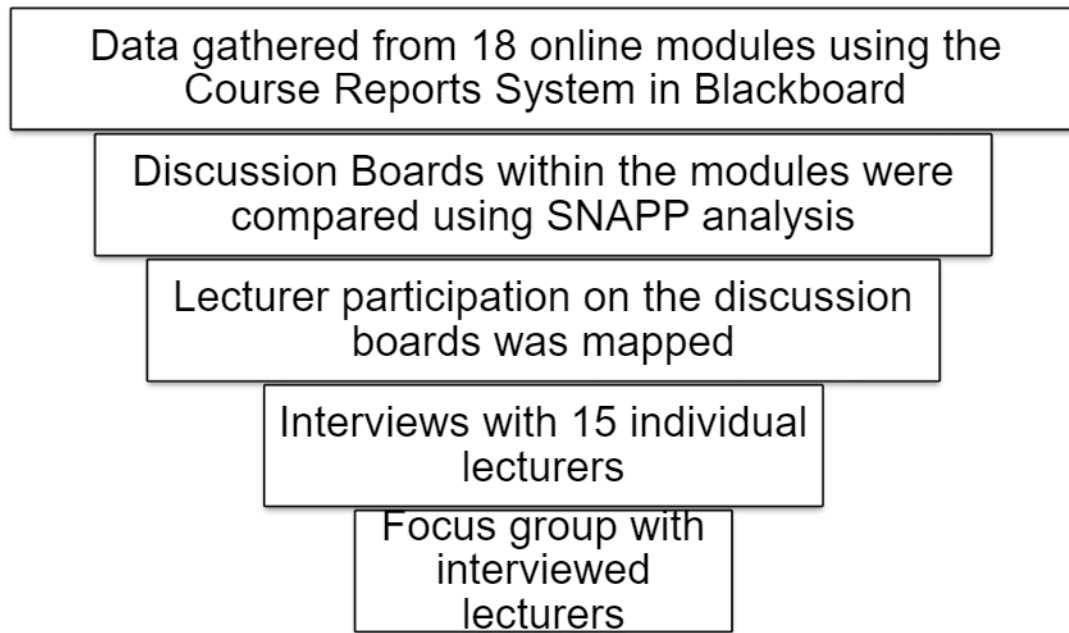 Data gathered from 18 online modules using the
Course Reports System in Blackboard
Discussion Boards within the modules were
compared using SNAPP analysis
Lecturer participation on the discussion
boards was mapped
Interviews with 15 individual
lecturers
Focus group with
interviewed
lecturers